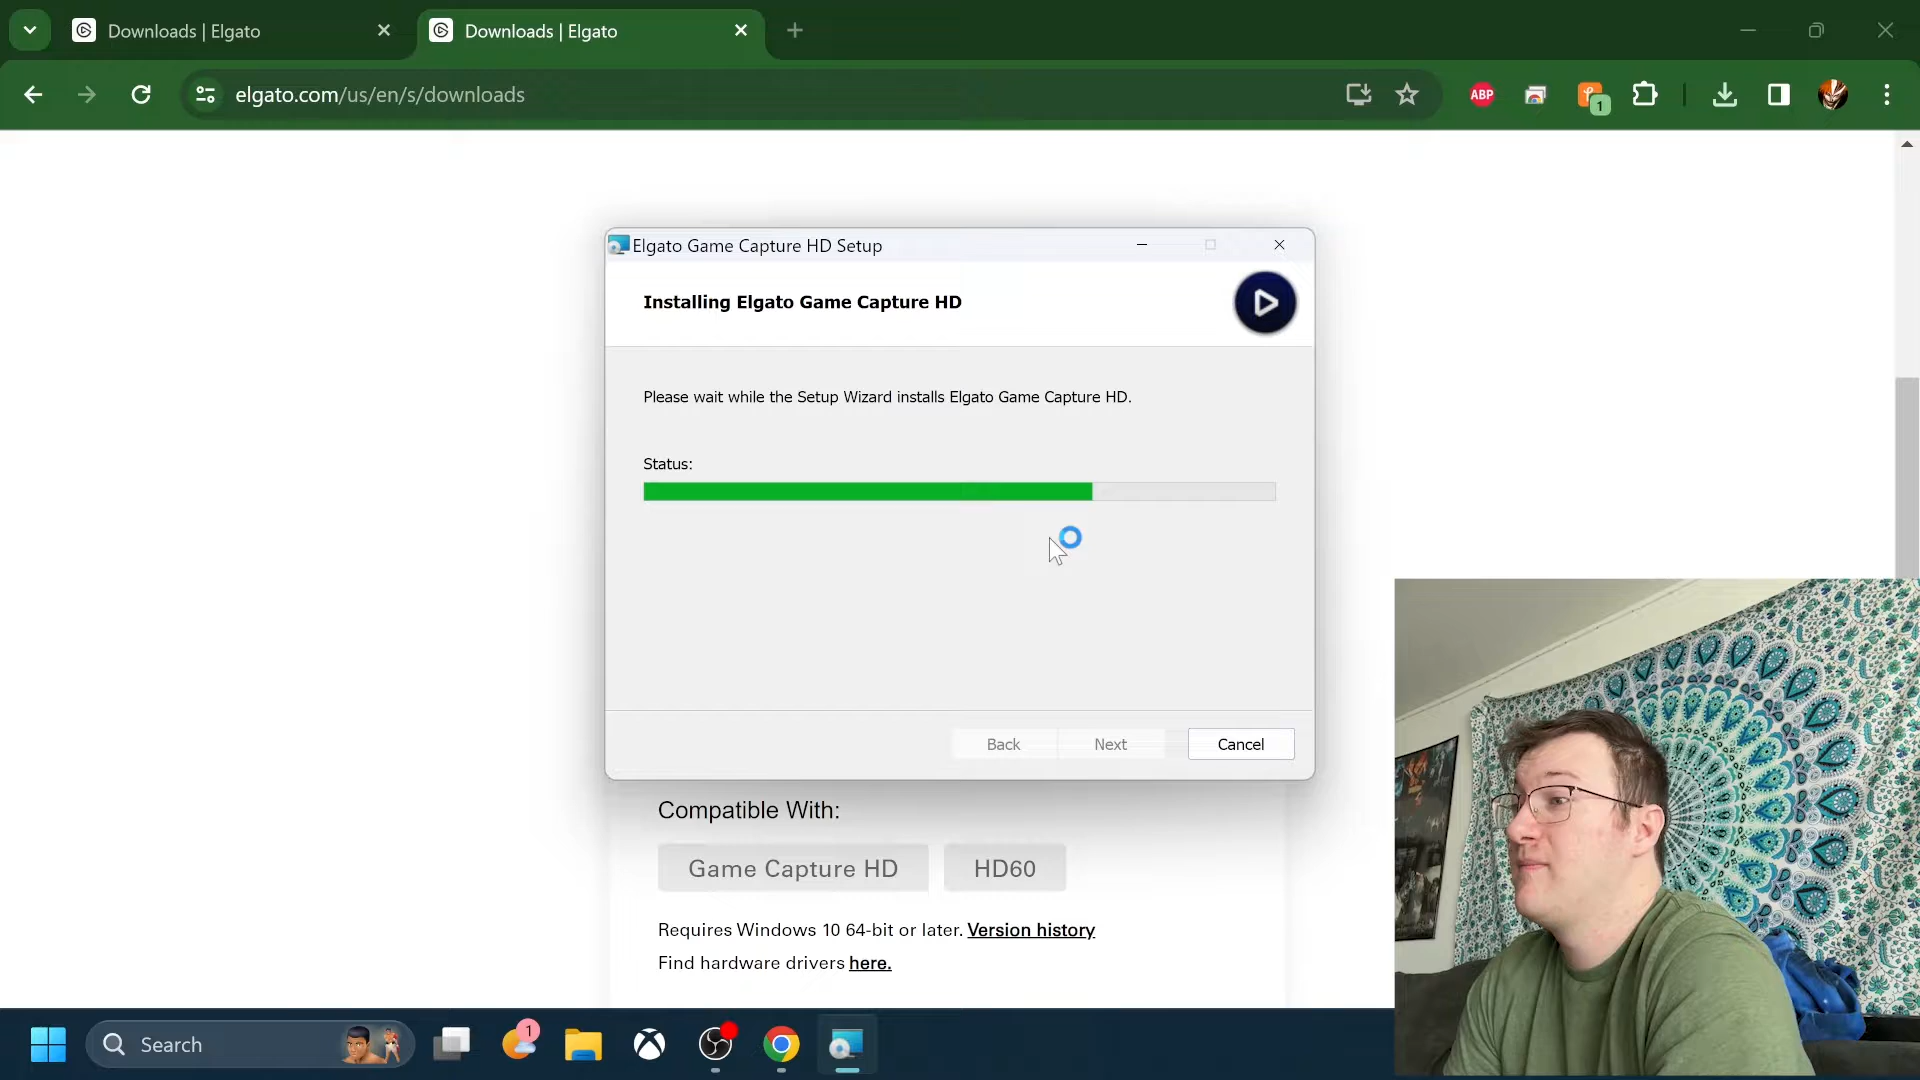 Downloads | Elgato
Downloads | Elgato
elgato.com/us/en/s/downloads
ABP
1
Elgato Game Capture HD Setup
Installing Elgato Game Capture HD
Please wait while the Setup Wizard installs Elgato Game Capture HD.
Status:
Back
Next
Cancel
Compatible With:
Game Capture HD
HD60
Requires Windows 10 64-bit or later. Version history
Find hardware drivers here.
Search
1